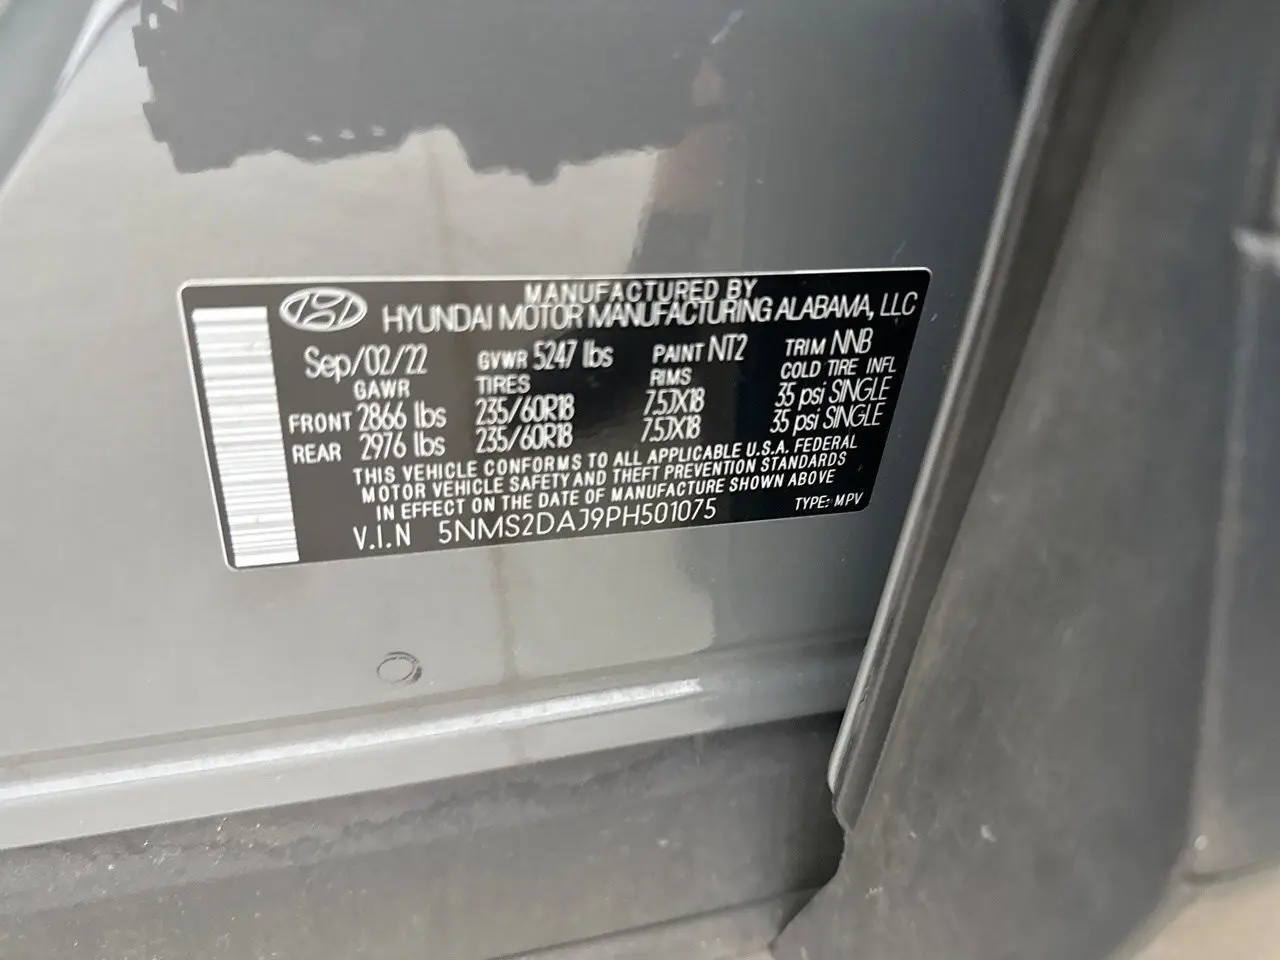 MANUFACTURED BY
HYUNDAI MOTOR MANUFACTURING ALABAMA, LLC
Sep/02/22 GVWR 5247 lbs PAINT NT2 TRIM NNB
GAWR TIRES RIMS COLD TIRE INFL
FRONT 2866 lbs 235/60R18 7.5JX18 35 psi SINGLE
REAR 2976 lbs 235/60R18 7.5JX18 35 psi SINGLE
THIS VEHICLE CONFORMS TO ALL APPLICABLE U.S.A. FEDERAL
MOTOR VEHICLE SAFETY AND THEFT PREVENTION STANDARDS
IN EFFECT ON THE DATE OF MANUFACTURE SHOWN ABOVE
V.I.N 5NMS2DAJ9PH501075 TYPE: MPV